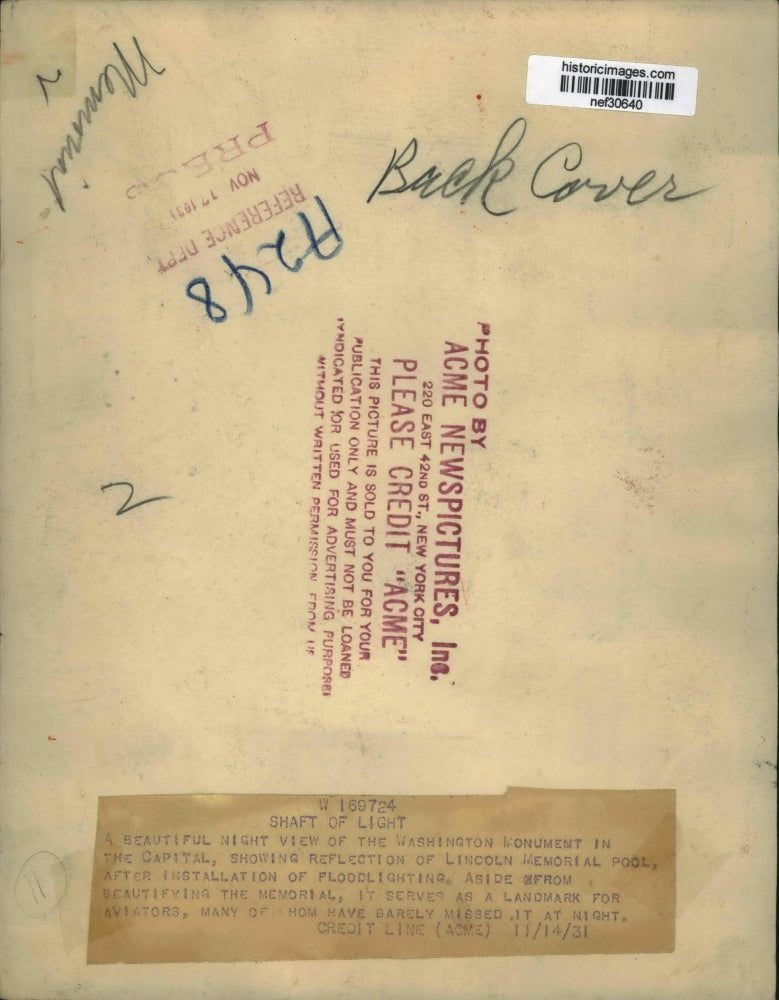 historicimages.com
nef30640
Back Cover
2
PRESS
NOV 17 1931
REFERENCE DEPT.
A2448
PHOTO BY
ACME NEWSPICTURES, Inc.
220 EAST 42ND ST., NEW YORK CITY
PLEASE CREDIT "ACME"
THIS PICTURE IS SOLD TO YOU FOR YOUR
PUBLICATION ONLY AND MUST NOT BE LOANED
SYNDICATED OR USED FOR ADVERTISING PURPOSES
WITHOUT WRITTEN PERMISSION FROM US
2
W 169724
SHAFT OF LIGHT
A BEAUTIFUL NIGHT VIEW OF THE WASHINGTON MONUMENT IN
THE CAPITAL, SHOWING REFLECTION OF LINCOLN MEMORIAL POOL,
AFTER INSTALLATION OF FLOODLIGHTING. ASIDE FROM
BEAUTIFYING THE MEMORIAL, IT SERVES AS A LANDMARK FOR
AVIATORS, MANY OF WHOM HAVE BARELY MISSED IT AT NIGHT.
CREDIT LINE (ACME) 11/14/31
11